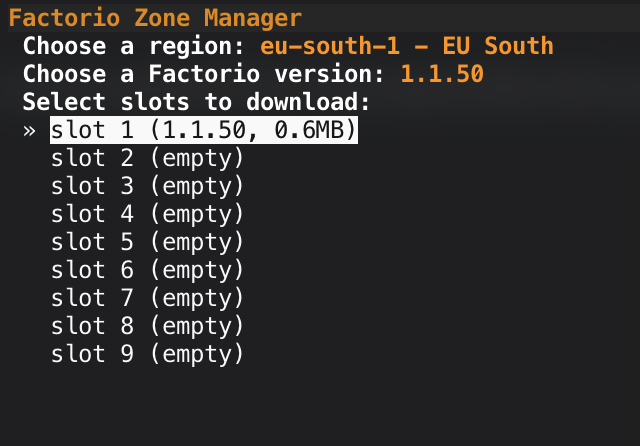 Factorio Zone Manager
Choose a region: eu-south-1 - EU South
Choose a Factorio version: 1.1.50
Select slots to download:
» slot 1 (1.1.50, 0.6MB)
slot 2 (empty)
slot 3 (empty)
slot 4 (empty)
slot 5 (empty)
slot 6 (empty)
slot 7 (empty)
slot 8 (empty)
slot 9 (empty)